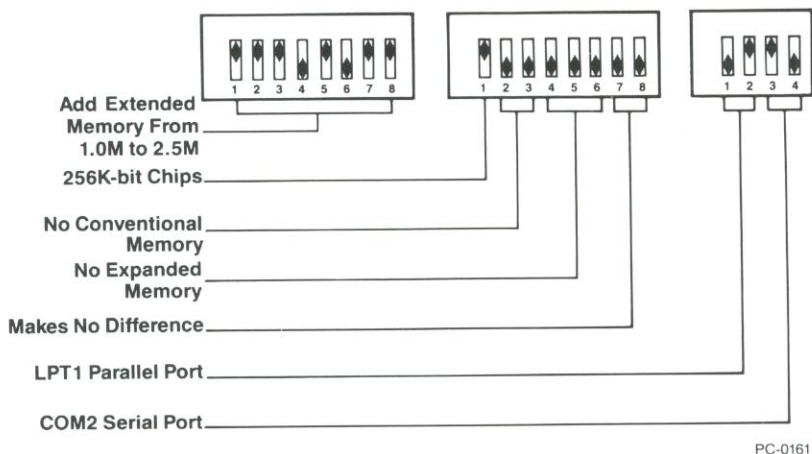 1 2 3 4 5 6 7 8
1 2 3 4 5 6 7 8
1 2 3 4
Add Extended
Memory From
1.0M to 2.5M
256K-bit Chips
No Conventional
Memory
No Expanded
Memory
Makes No Difference
LPT1 Parallel Port
COM2 Serial Port
PC-0161